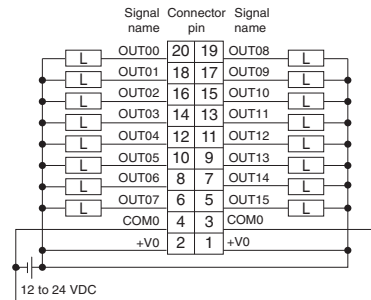 Signal name Connector pin Signal name
L OUT00 20 19 OUT08 L
L OUT01 18 17 OUT09 L
L OUT02 16 15 OUT10 L
L OUT03 14 13 OUT11 L
L OUT04 12 11 OUT12 L
L OUT05 10 9 OUT13 L
L OUT06 8 7 OUT14 L
L OUT07 6 5 OUT15 L
COM0 4 3 COM0
+V0 2 1 +V0
12 to 24 VDC